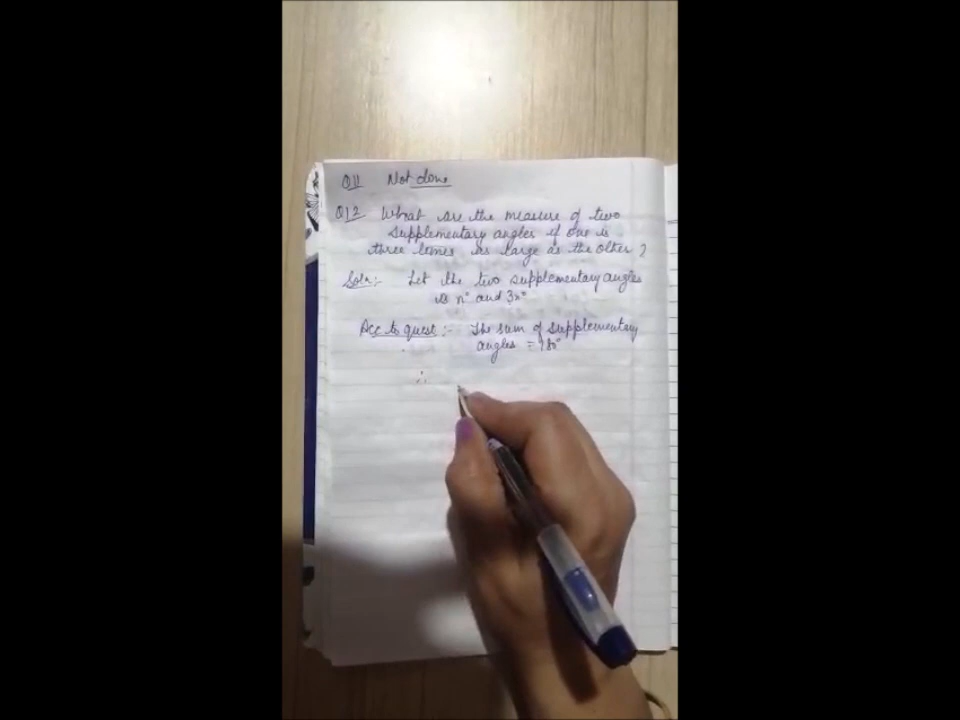 Q11 Not done
Q12 What are the measure of two
supplementary angles if one is
three times as large as the other ?
Soln:- Let the two supplementary angles
is x° and 3x°
Acc to quest :- The sum of supplementary
angles = 180°
∴